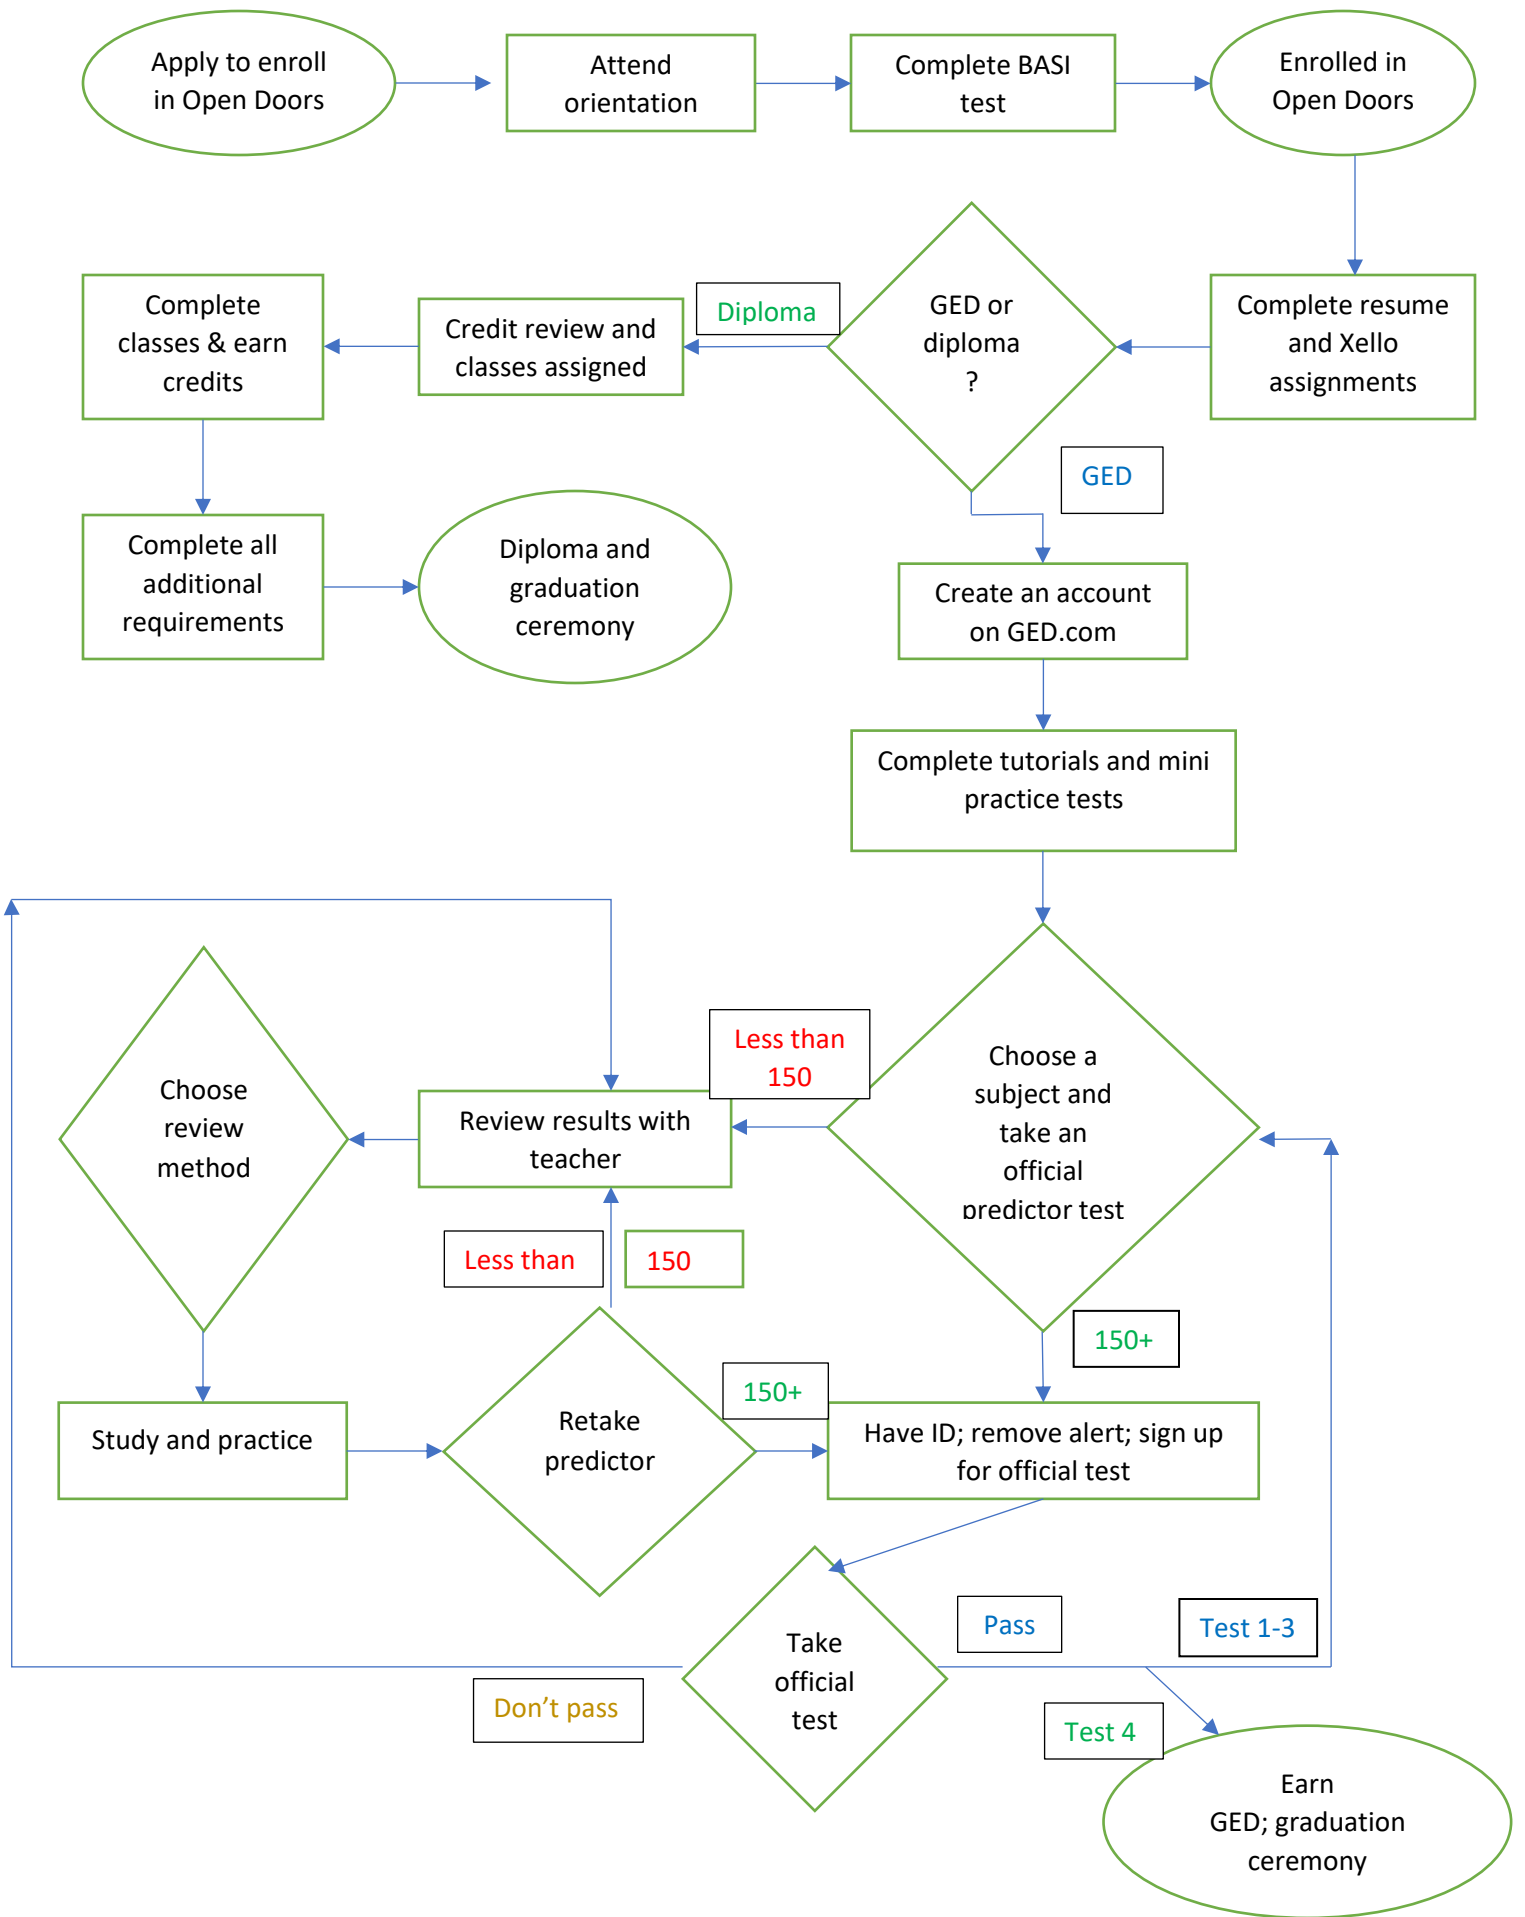 Apply to enroll
in Open Doors
Attend
orientation
Complete BASI
test
Enrolled in
Open Doors
Complete
classes & earn
credits
Credit review and
classes assigned
Diploma
GED or
diploma
?
Complete resume
and Xello
assignments
GED
Complete all
additional
requirements
Diploma and
graduation
ceremony
Create an account
on GED.com
Complete tutorials and mini
practice tests
Choose
review
method
Review results with
teacher
Less than
150
Choose a
subject and
take an
official
predictor test
Less than
150
150+
Study and practice
Retake
predictor
150+
Have ID; remove alert; sign up
for official test
Take
official
test
Pass
Test 1-3
Don’t pass
Test 4
Earn
GED; graduation
ceremony